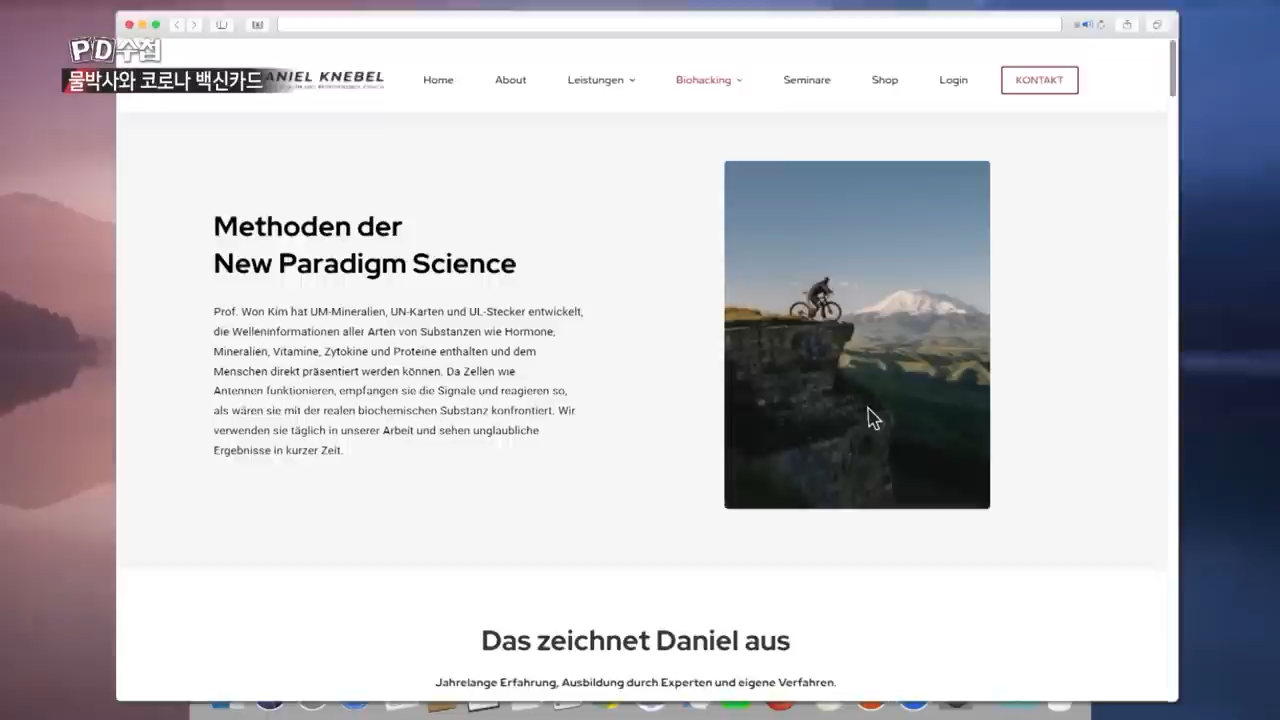 PD수첩
물박사와 코로나 백신카드
ANIEL KNEBEL
Home
About
Leistungen
Biohacking
Seminare
Shop
Login
KONTAKT
Methoden der
New Paradigm Science
Prof. Won Kim hat UM-Mineralien, UN-Karten und UL-Stecker entwickelt,
die Welleninformationen aller Arten von Substanzen wie Hormone,
Mineralien, Vitamine, Zytokine und Proteine enthalten und dem
Menschen direkt präsentiert werden können. Da Zellen wie
Antennen funktionieren, empfangen sie die Signale und reagieren so,
als wären sie mit der realen biochemischen Substanz konfrontiert. Wir
verwenden sie täglich in unserer Arbeit und sehen unglaubliche
Ergebnisse in kurzer Zeit.
Das zeichnet Daniel aus
Jahrelange Erfahrung, Ausbildung durch Experten und eigene Verfahren.